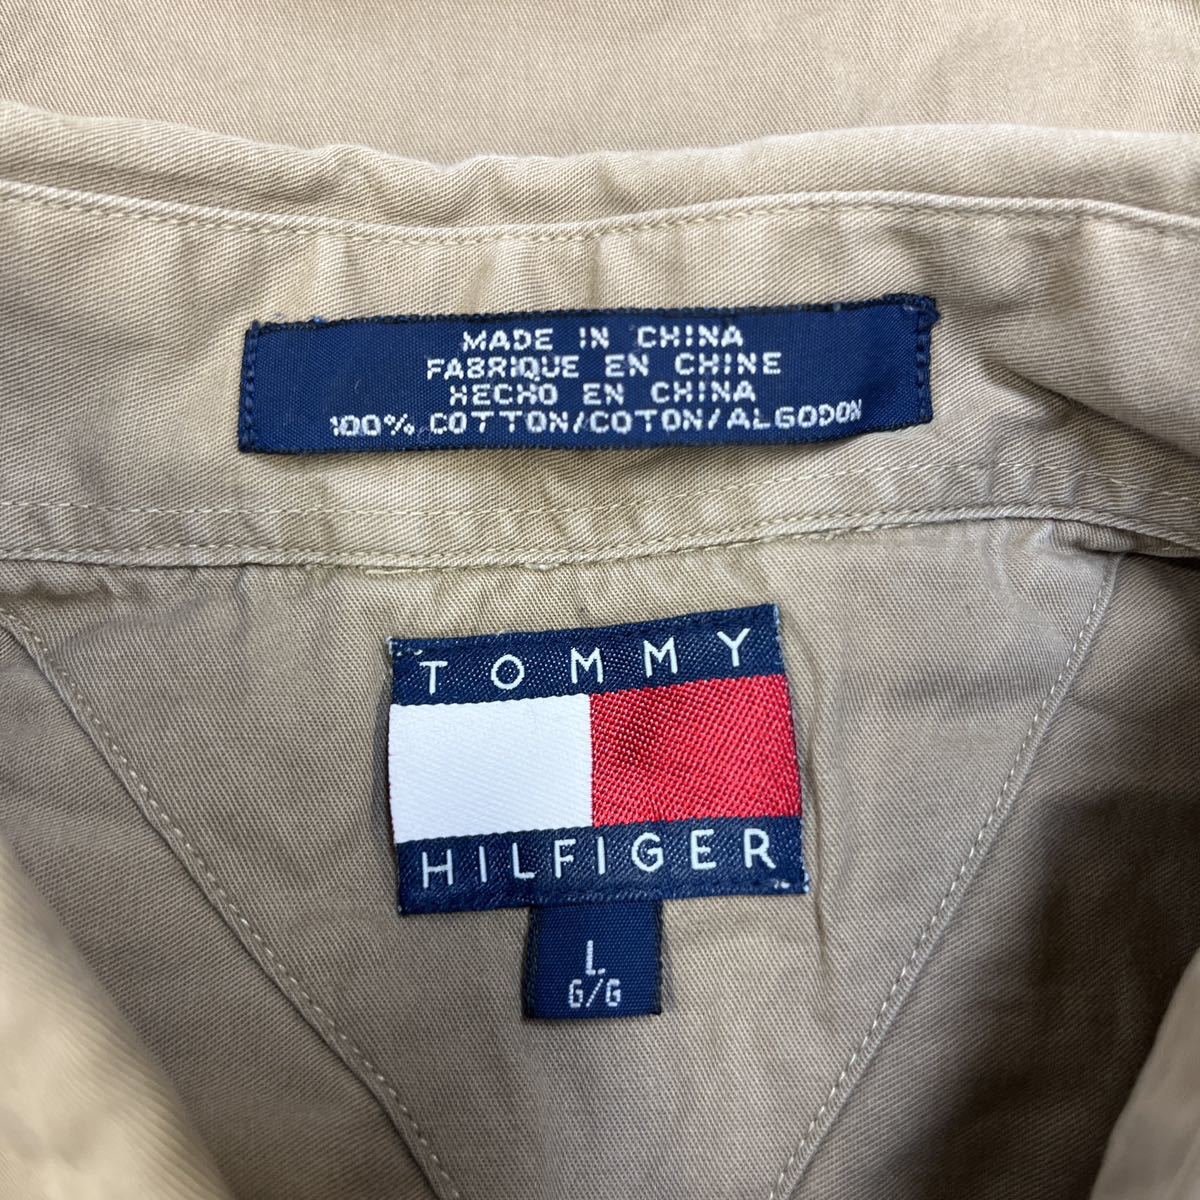 MADE IN CHINA
FABRIQUE EN CHINE
HECHO EN CHINA
100% COTTON/COTON/ALGODON
TOMMY
HILFIGER
L
G/G